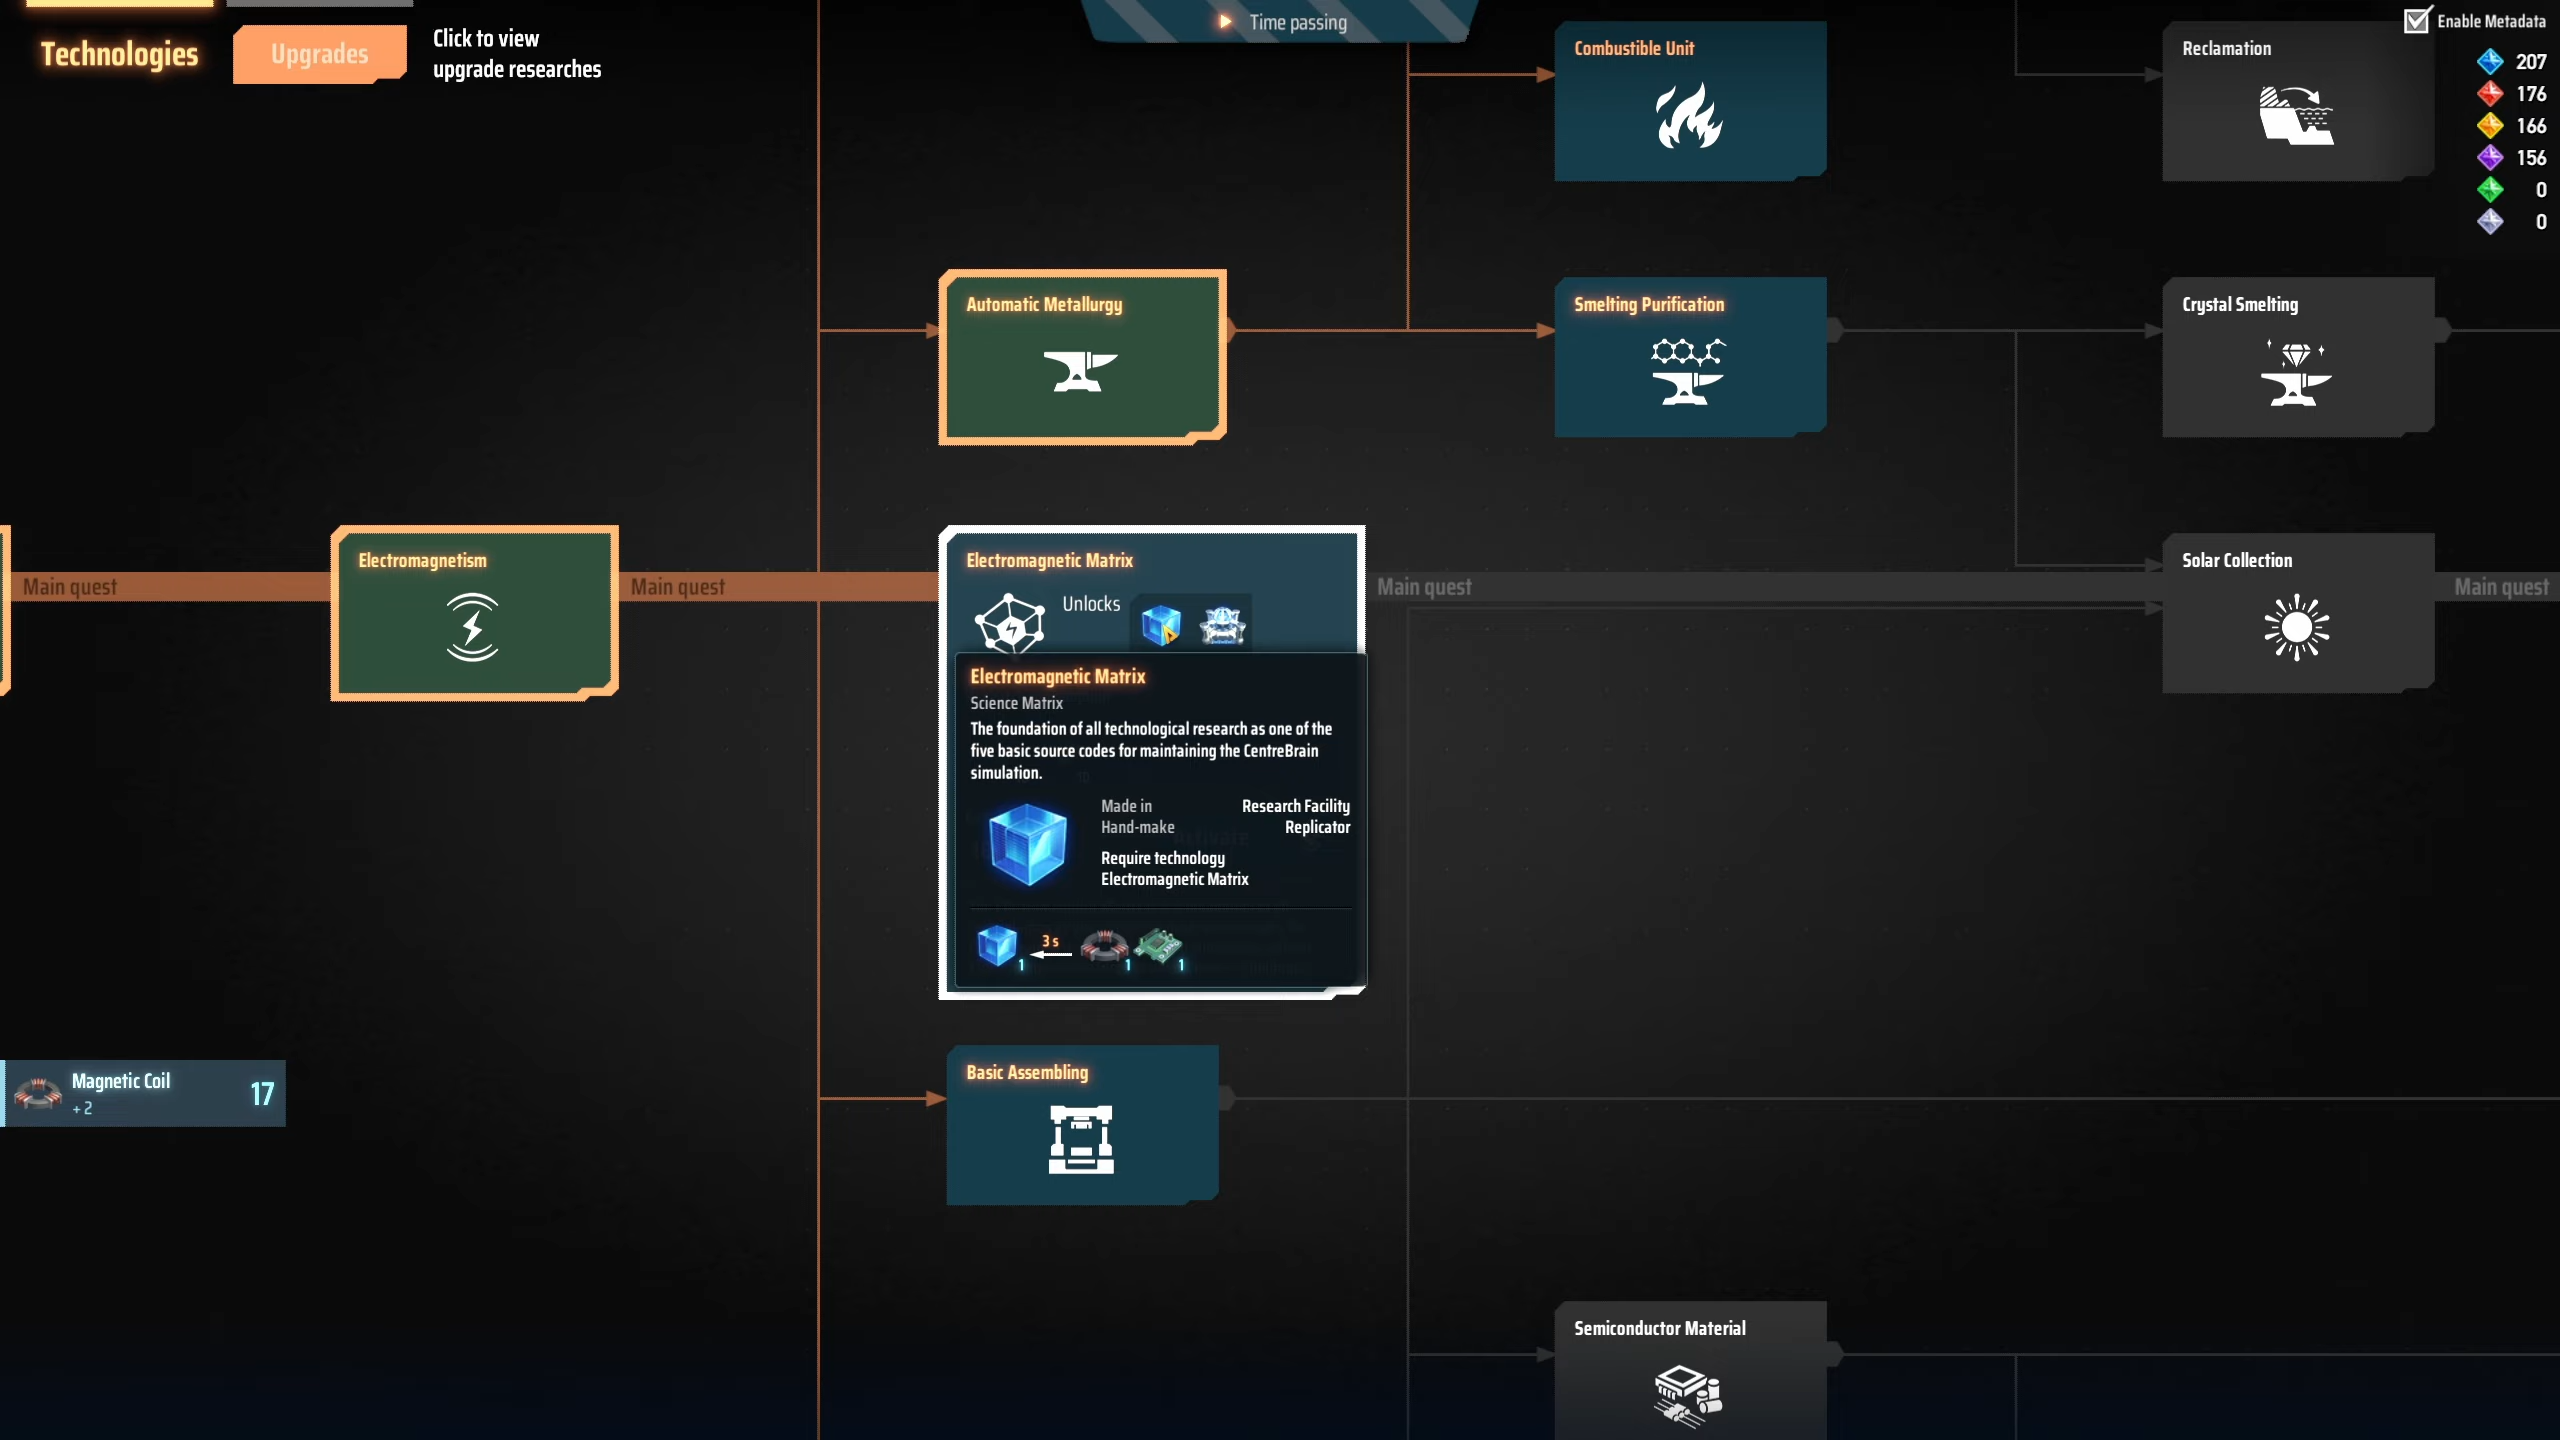 Technologies
Upgrades
Click to view
upgrade researches
Time passing
Enable Metadata
207
176
166
156
0
0
Combustible Unit
Reclamation
Automatic Metallurgy
Smelting Purification
Crystal Smelting
Main quest
Electromagnetism
Main quest
Electromagnetic Matrix
Unlocks
Main quest
Solar Collection
Main quest
Electromagnetic Matrix
Science Matrix
The foundation of all technological research as one of the
five basic source codes for maintaining the CentreBrain
simulation.
Made in Research Facility
Hand-make Replicator
Require technology
Electromagnetic Matrix
3 s
1 1 1
Magnetic Coil
+ 2
17
Basic Assembling
Semiconductor Material